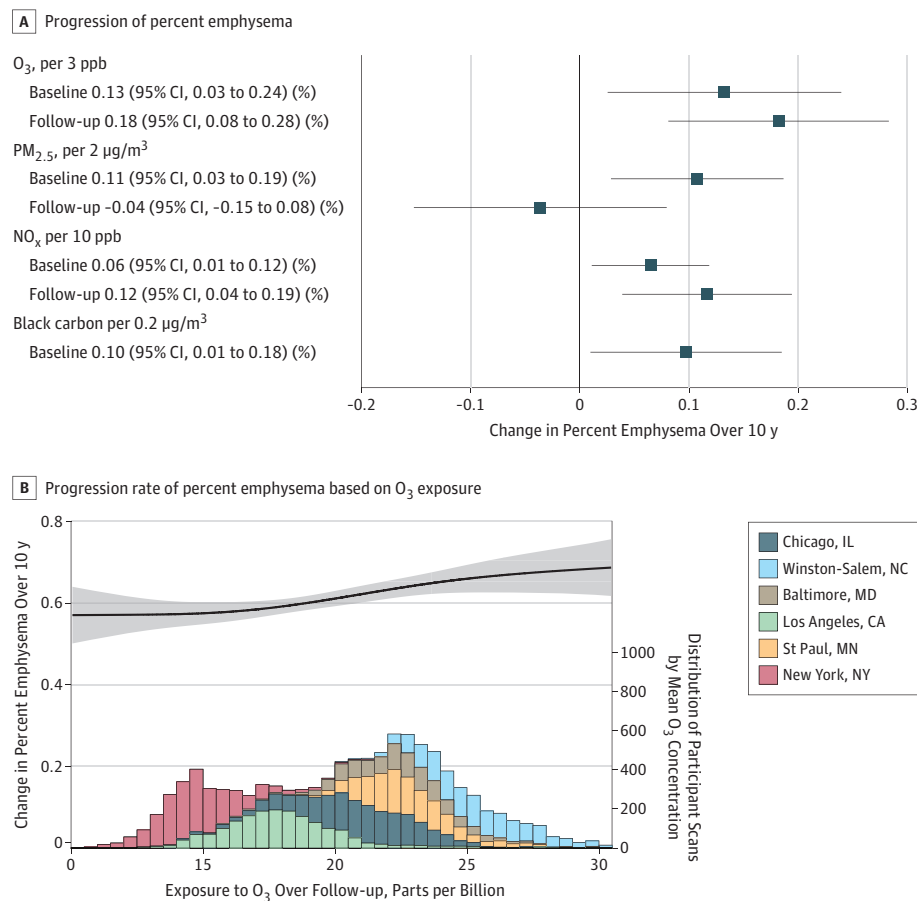 A Progression of percent emphysema
O3, per 3 ppb
Baseline 0.13 (95% CI, 0.03 to 0.24) (%)
Follow-up 0.18 (95% CI, 0.08 to 0.28) (%)
PM2.5, per 2 µg/m3
Baseline 0.11 (95% CI, 0.03 to 0.19) (%)
Follow-up -0.04 (95% CI, -0.15 to 0.08) (%)
NOx per 10 ppb
Baseline 0.06 (95% CI, 0.01 to 0.12) (%)
Follow-up 0.12 (95% CI, 0.04 to 0.19) (%)
Black carbon per 0.2 µg/m3
Baseline 0.10 (95% CI, 0.01 to 0.18) (%)
-0.2 -0.1 0 0.1 0.2 0.3
Change in Percent Emphysema Over 10 y
B Progression rate of percent emphysema based on O3 exposure
Change in Percent Emphysema Over 10 y
0.8
0.6
0.4
0.2
0
1000
800
600
400
200
0
Distribution of Participant Scans
by Mean O3 Concentration
0 15 20 25 30
Exposure to O3 Over Follow-up, Parts per Billion
Chicago, IL
Winston-Salem, NC
Baltimore, MD
Los Angeles, CA
St Paul, MN
New York, NY